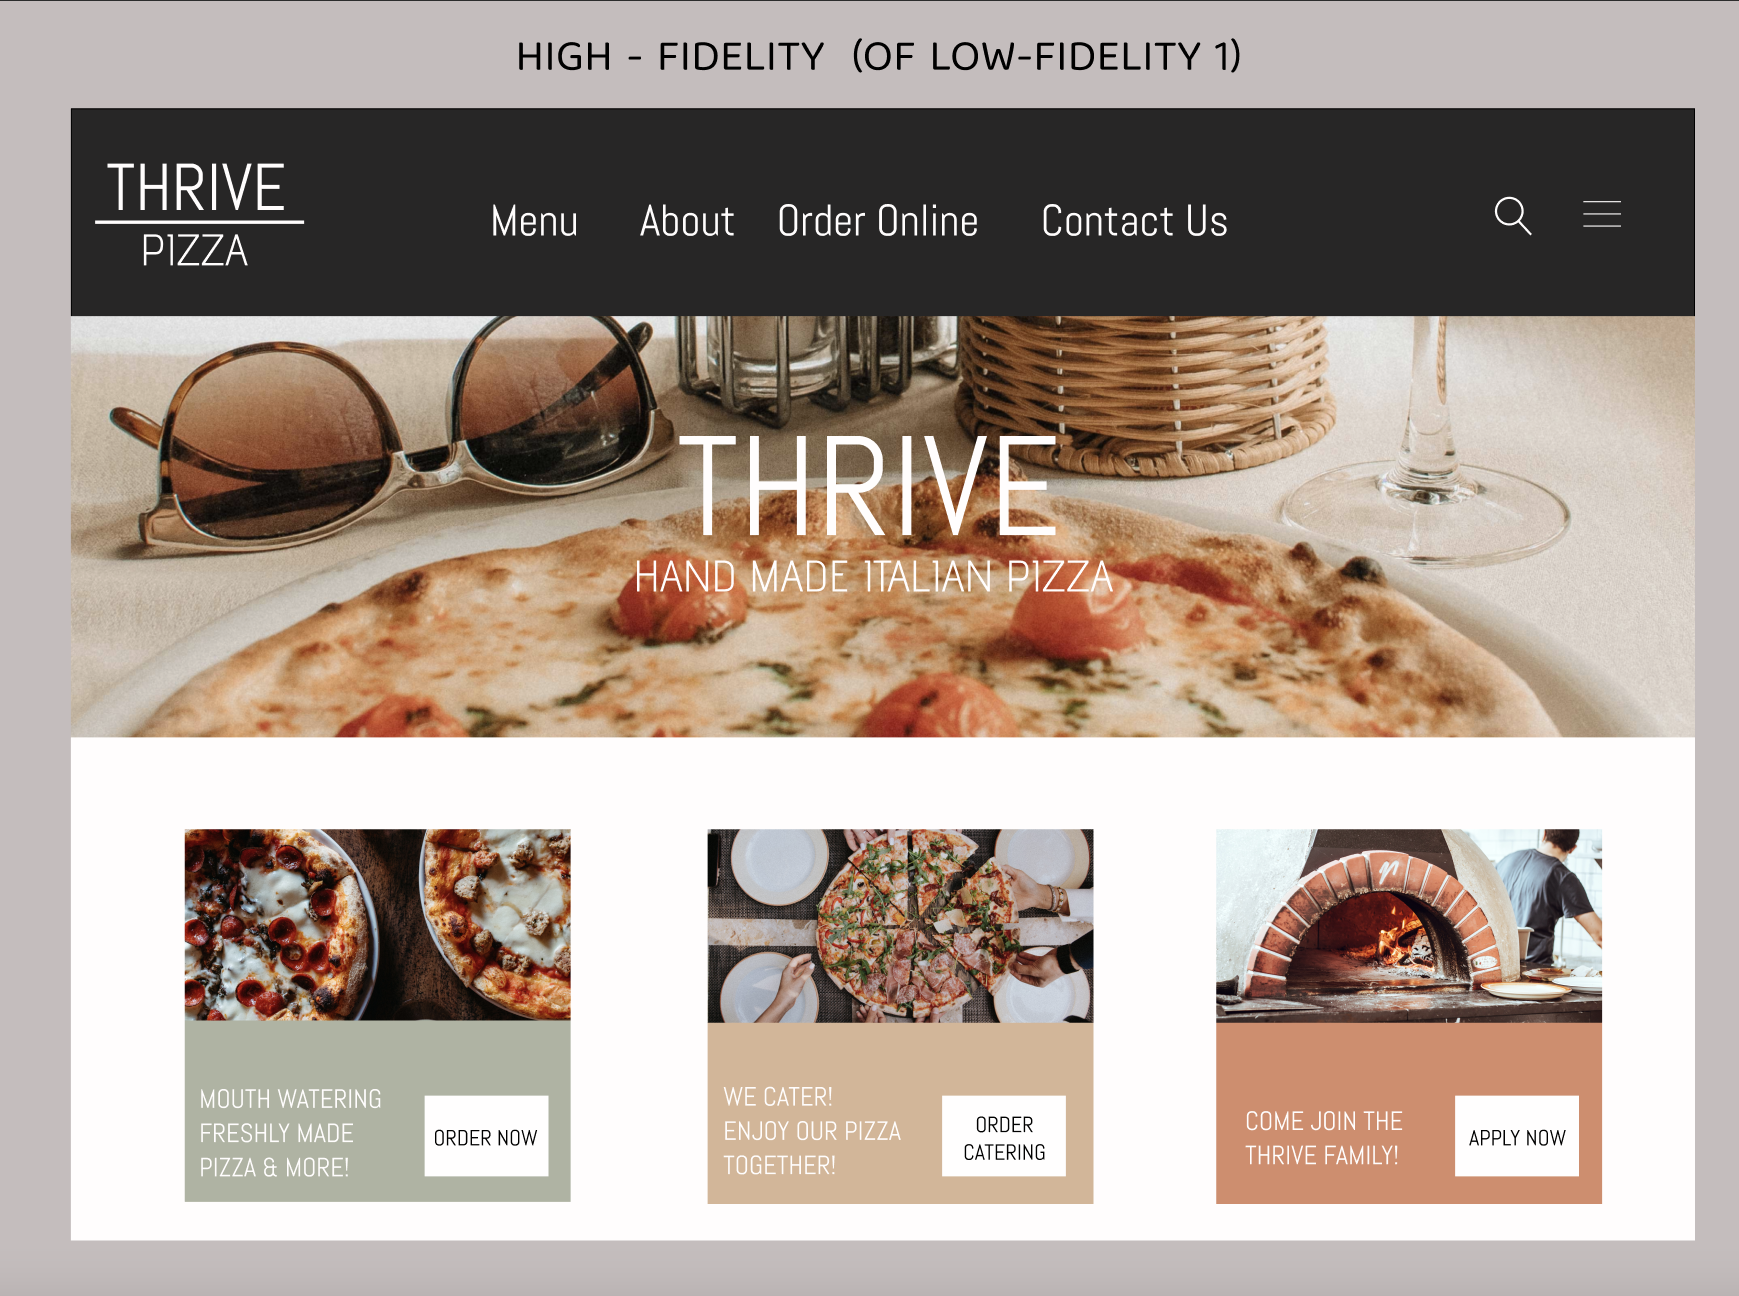 HIGH - FIDELITY (OF LOW-FIDELITY 1)
THRIVE
PIZZA
Menu About Order Online Contact Us
THRIVE
HAND MADE ITALIAN PIZZA
MOUTH WATERING
FRESHLY MADE
PIZZA & MORE!
ORDER NOW
WE CATER!
ENJOY OUR PIZZA
TOGETHER!
ORDER
CATERING
COME JOIN THE
THRIVE FAMILY!
APPLY NOW